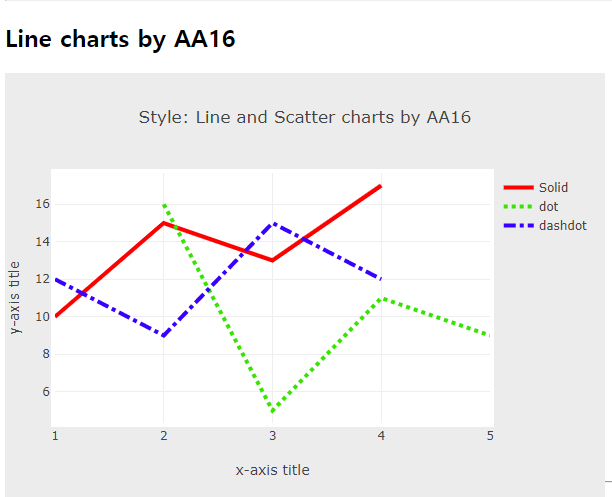 Line charts by AA16
Style: Line and Scatter charts by AA16
Solid
dot
dashdot
y-axis title
16
14
12
10
8
6
1 2 3 4 5
x-axis title